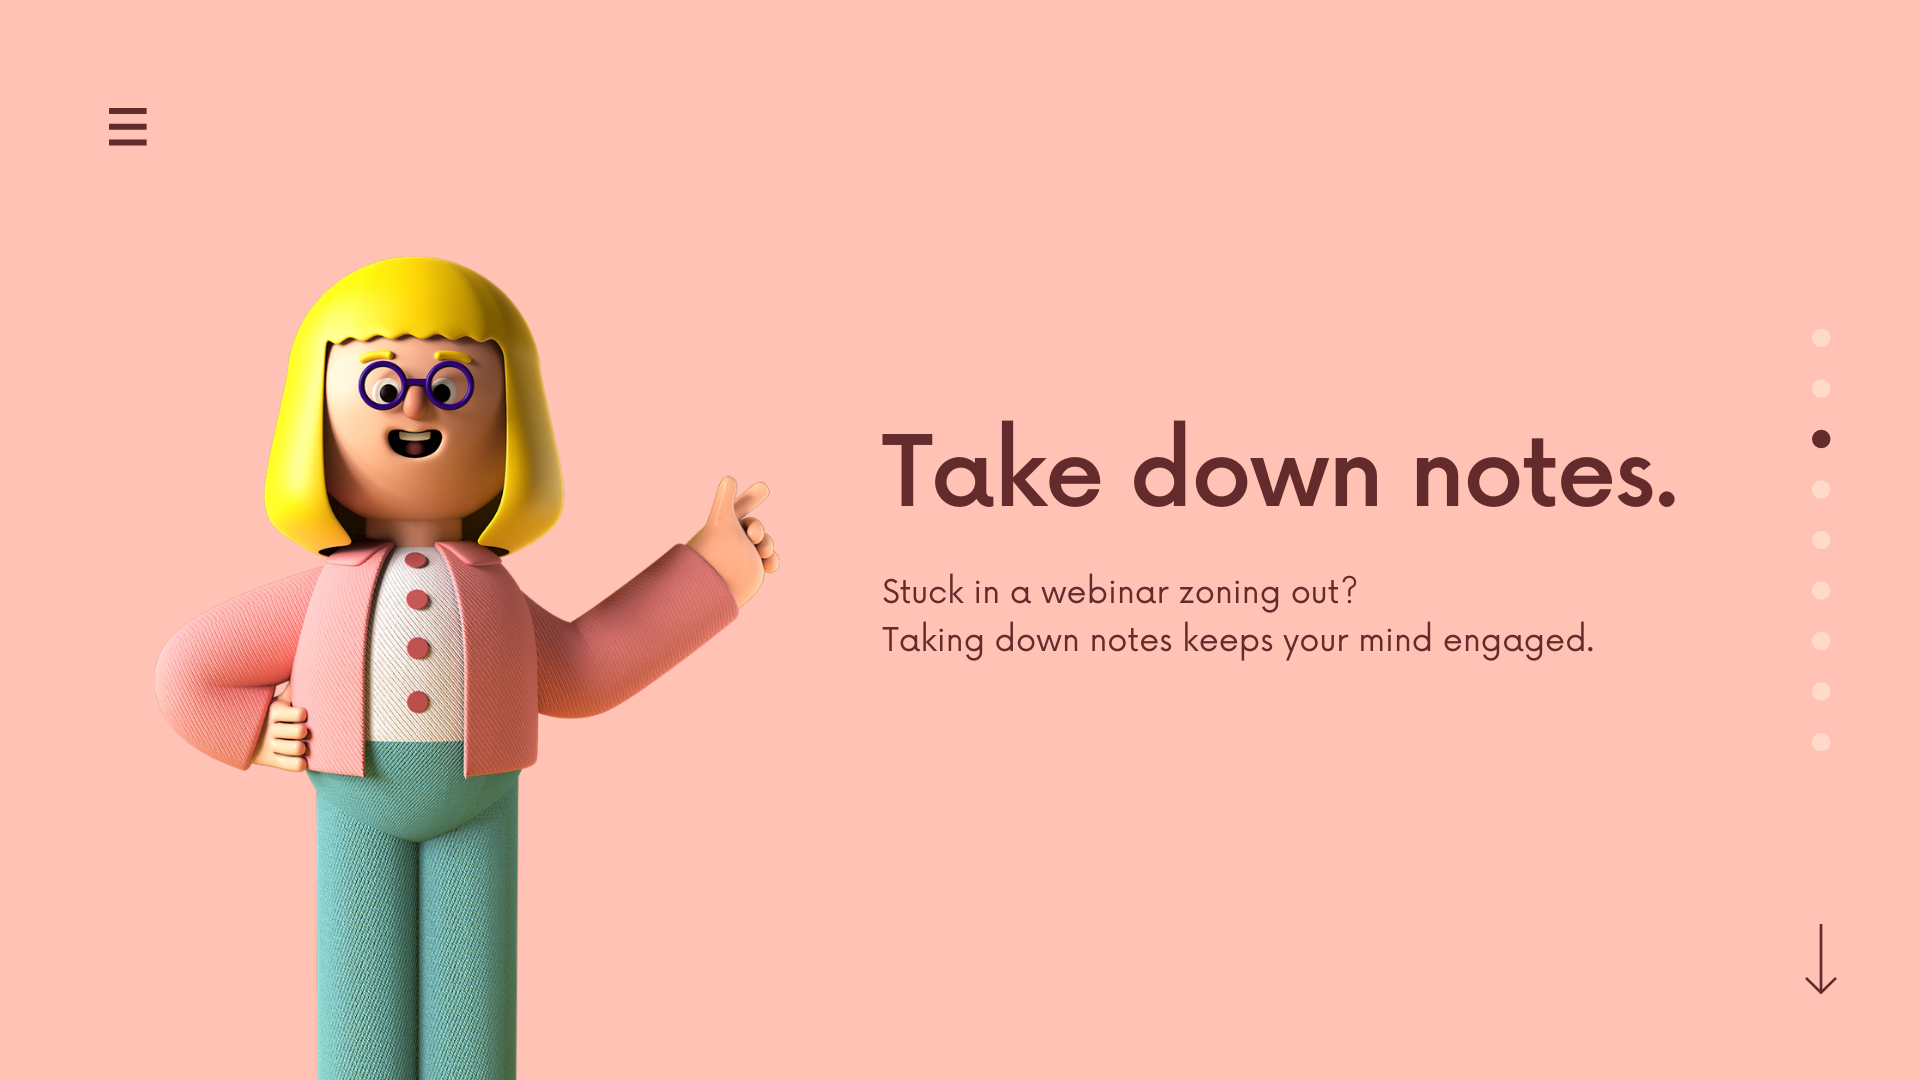 Take down notes.
Stuck in a webinar zoning out?
Taking down notes keeps your mind engaged.